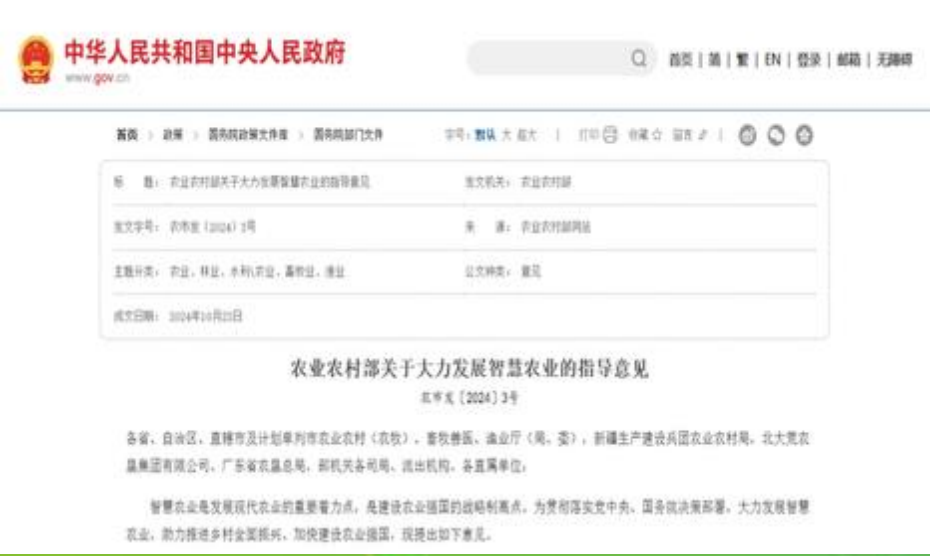 中华人民共和国中央人民政府
www.gov.cn
首页 | 简 | 繁 | EN | 登录 | 邮箱 | 无障碍
首页 > 政策 > 国务院政策文件库 > 国务院部门文件
字号：默认 大 超大 | 打印 收藏 留言 |
标 题： 农业农村部关于大力发展智慧农业的指导意见
发文机关： 农业农村部
发文字号： 农市发〔2024〕3号
来 源： 农业农村部网站
主题分类： 农业、林业、水利\农业、畜牧业、渔业
公文种类： 意见
成文日期： 2024年10月23日
农业农村部关于大力发展智慧农业的指导意见
农市发〔2024〕3号
各省、自治区、直辖市及计划单列市农业农村（农牧）、畜牧兽医、渔业厅（局、委），新疆生产建设兵团农业农村局，北大荒农
垦集团有限公司、广东省农垦总局，部机关各司局、派出机构、各直属单位：
智慧农业是发展现代农业的重要着力点，是建设农业强国的战略制高点。为贯彻落实党中央、国务院决策部署，大力发展智慧
农业，助力推进乡村全面振兴、加快建设农业强国，现提出如下意见。